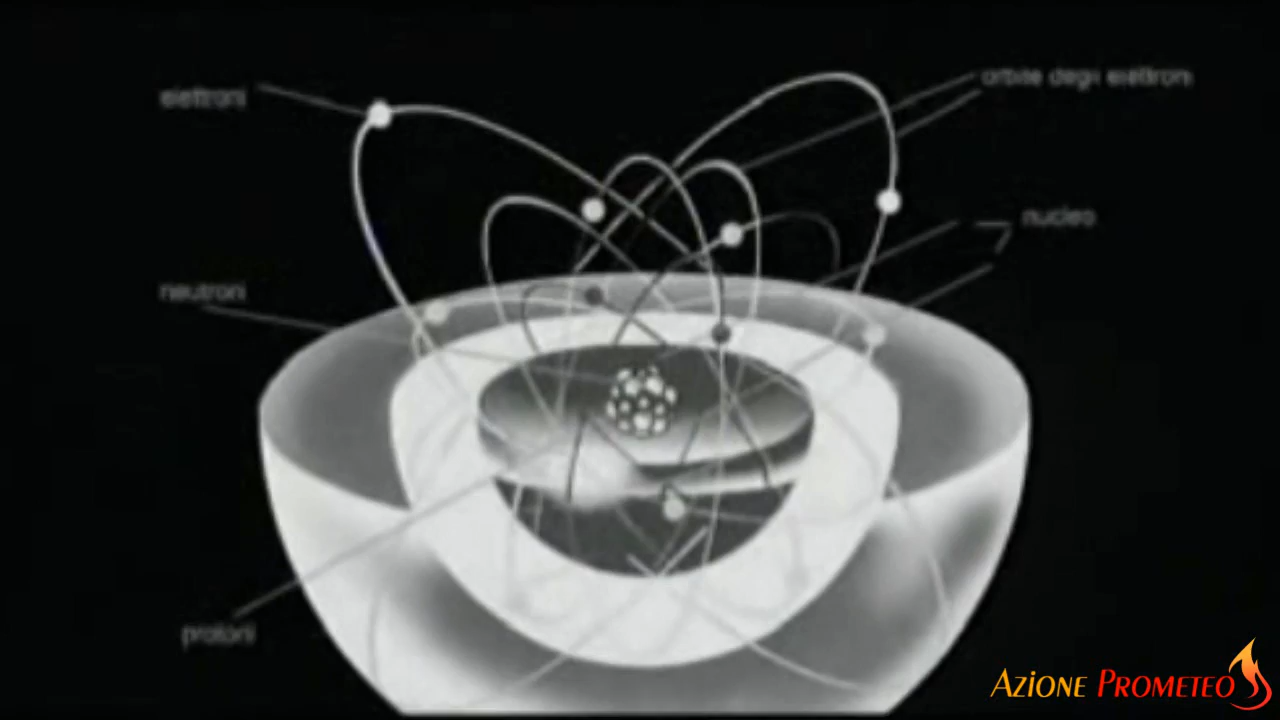 elettroni
orbite degli elettroni
nucleo
neutroni
protoni
AZIONE PROMETEO